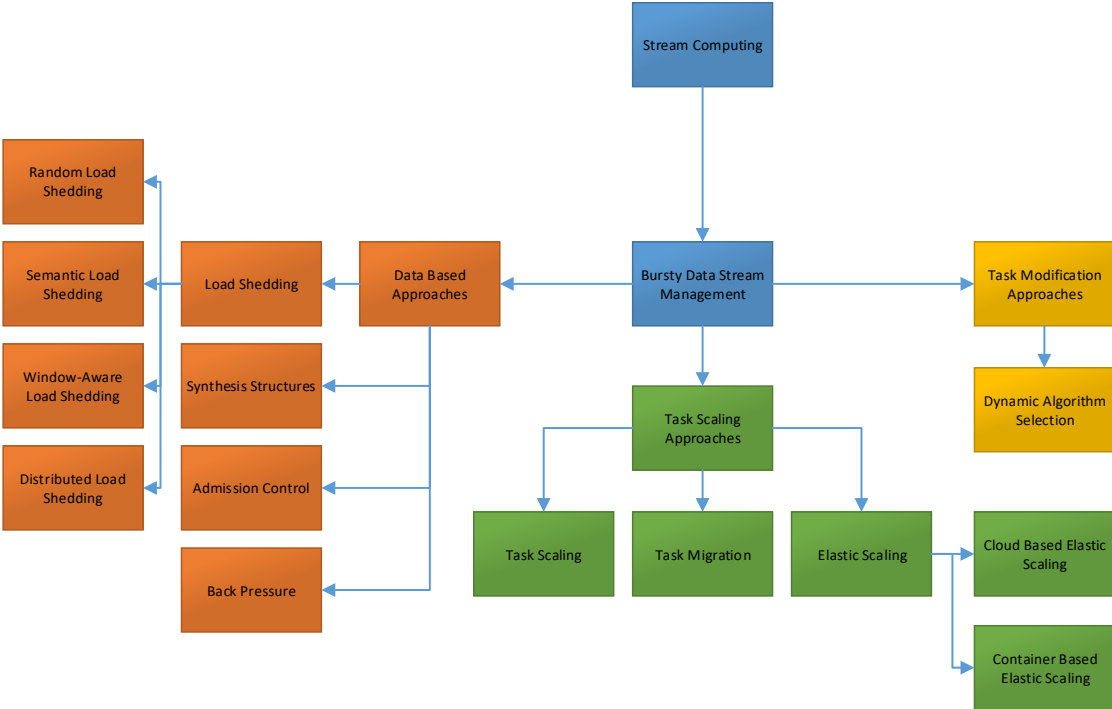 Stream Computing
Random Load
Shedding
Semantic Load
Shedding
Window-Aware
Load Shedding
Distributed Load
Shedding
Load Shedding
Synthesis Structures
Admission Control
Back Pressure
Data Based
Approaches
Bursty Data Stream
Management
Task Scaling
Approaches
Task Scaling
Task Migration
Elastic Scaling
Task Modification
Approaches
Dynamic Algorithm
Selection
Cloud Based Elastic
Scaling
Container Based
Elastic Scaling